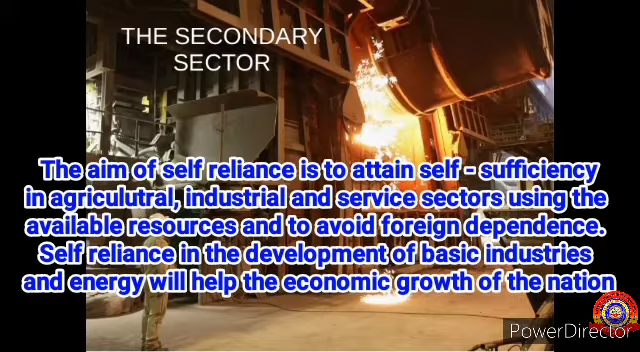 THE SECONDARY
SECTOR
The aim of self reliance is to attain self - sufficiency
in agriculutral, industrial and service sectors using the
available resources and to avoid foreign dependence.
Self reliance in the development of basic industries
and energy will help the economic growth of the nation
PowerDirector